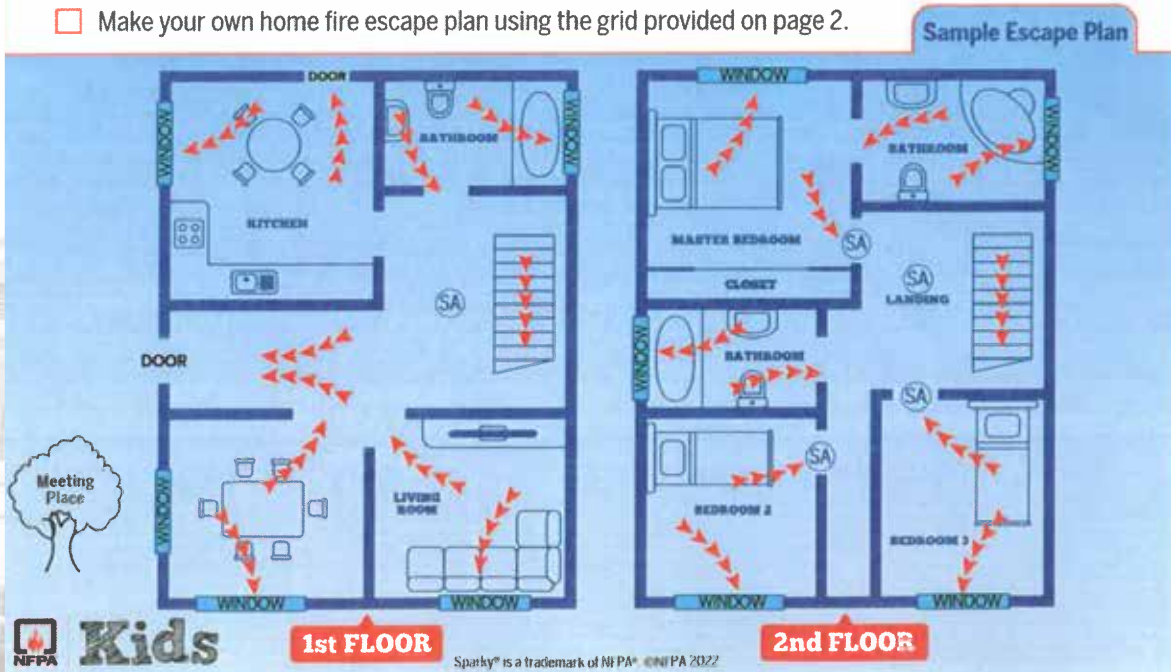 Make your own home fire escape plan using the grid provided on page 2.
Sample Escape Plan
DOOR
WINDOW
WINDOW
BATHROOM
WINDOW
KITCHEN
SA
DOOR
WINDOW
LIVING
ROOM
WINDOW
WINDOW
Meeting
Place
WINDOW
BATHROOM
WINDOW
MASTER BEDROOM
SA
SA
LANDING
CLOSET
WINDOW
BATHROOM
SA
SA
BEDROOM 2
BEDROOM 3
WINDOW
WINDOW
NFPA
Kids
1st FLOOR
2nd FLOOR
Sparky® is a trademark of NFPA®. ©NFPA 2022